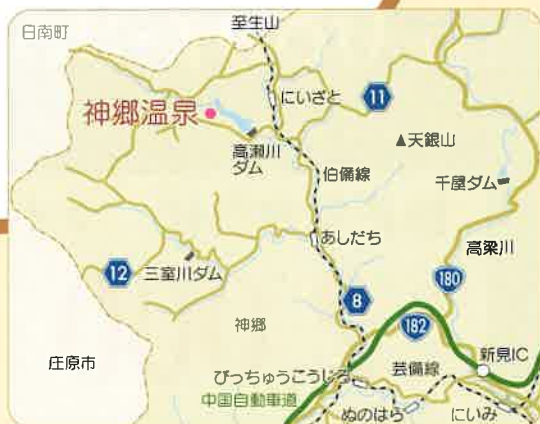 至生山
日南町
にいざと
11
神郷温泉
▲天銀山
高瀬川
ダム
伯備線
千屋ダム
あしだち
高梁川
12
三室川ダム
180
8
神郷
182
庄原市
芸備線
新見IC
びっちゅうこうじろ
中国自動車道
ぬのはら
にいみ